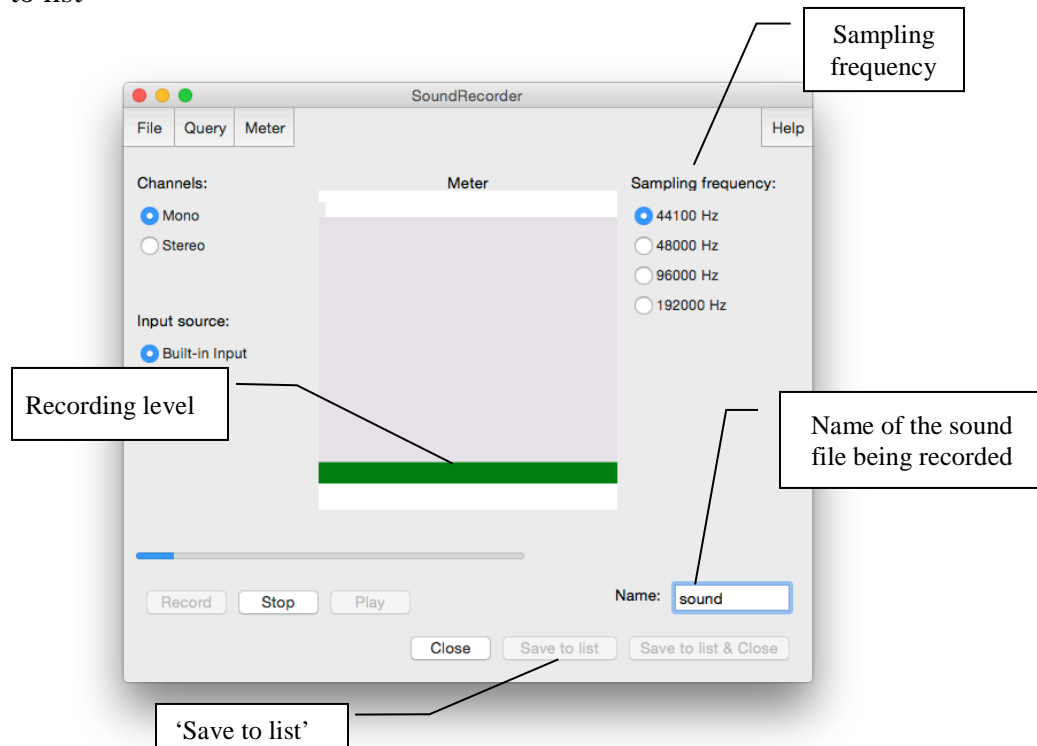 to list
Sampling
frequency
SoundRecorder
File Query Meter Help
Channels: Meter Sampling frequency:
Mono 44100 Hz
Stereo 48000 Hz
96000 Hz
192000 Hz
Input source:
Built-in Input
Recording level
Name of the sound
file being recorded
Record Stop Play Name: sound
Close Save to list Save to list & Close
‘Save to list’